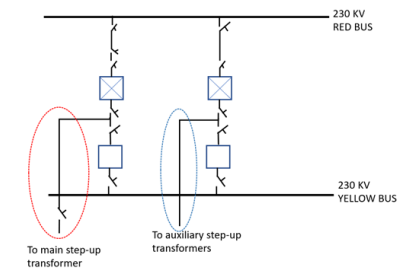 230 KV
RED BUS
230 KV
YELLOW BUS
To main step-up
transformer
To auxiliary step-up
transformers